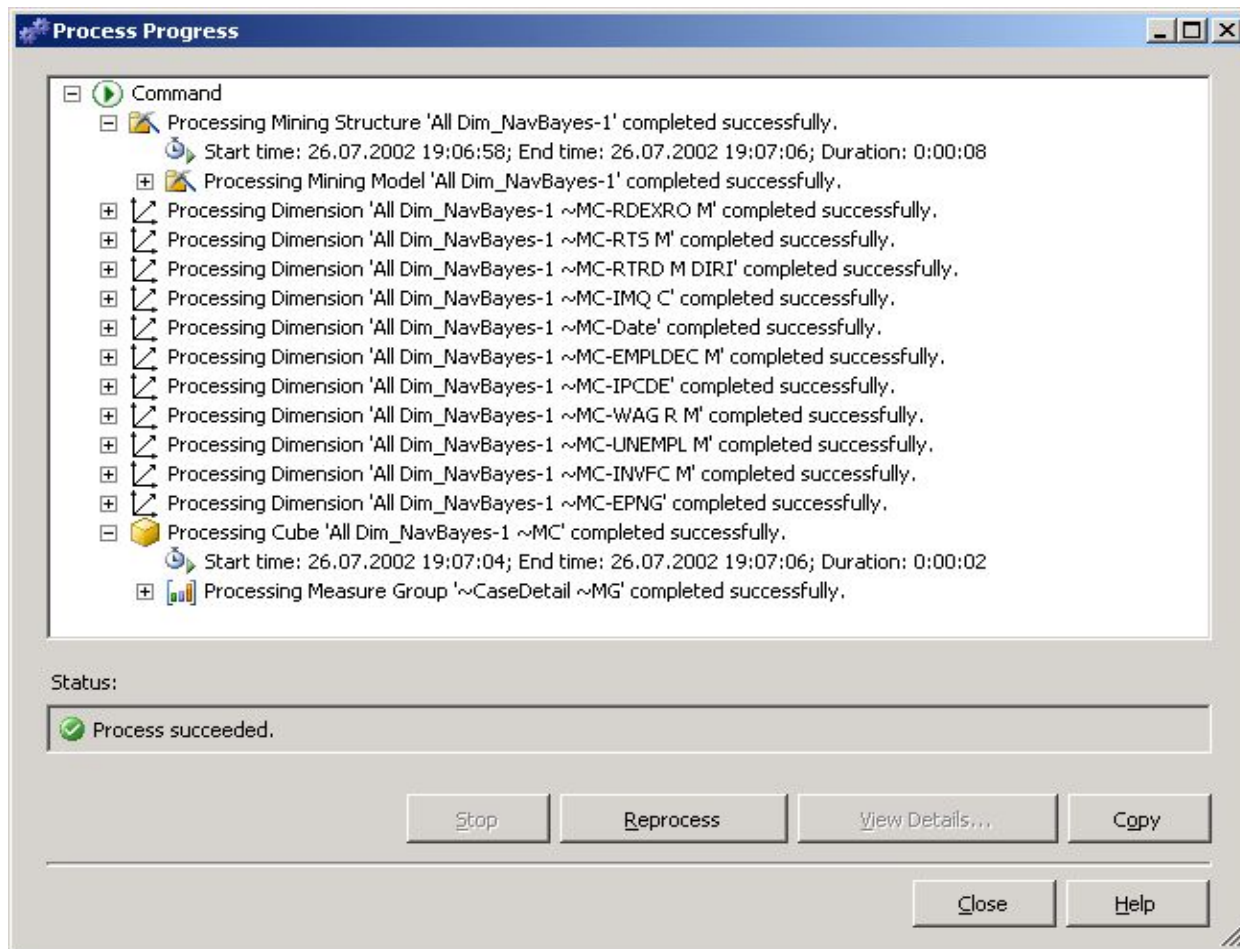 Process Progress
Command
Processing Mining Structure 'All Dim_NavBayes-1' completed successfully.
Start time: 26.07.2002 19:06:58; End time: 26.07.2002 19:07:06; Duration: 0:00:08
Processing Mining Model 'All Dim_NavBayes-1' completed successfully.
Processing Dimension 'All Dim_NavBayes-1 ~MC-RDEXRO M' completed successfully.
Processing Dimension 'All Dim_NavBayes-1 ~MC-RTS M' completed successfully.
Processing Dimension 'All Dim_NavBayes-1 ~MC-RTRD M DIRI' completed successfully.
Processing Dimension 'All Dim_NavBayes-1 ~MC-IMQ C' completed successfully.
Processing Dimension 'All Dim_NavBayes-1 ~MC-Date' completed successfully.
Processing Dimension 'All Dim_NavBayes-1 ~MC-EMPLDEC M' completed successfully.
Processing Dimension 'All Dim_NavBayes-1 ~MC-IPCDE' completed successfully.
Processing Dimension 'All Dim_NavBayes-1 ~MC-WAG R M' completed successfully.
Processing Dimension 'All Dim_NavBayes-1 ~MC-UNEMPL M' completed successfully.
Processing Dimension 'All Dim_NavBayes-1 ~MC-INVFC M' completed successfully.
Processing Dimension 'All Dim_NavBayes-1 ~MC-EPNG' completed successfully.
Processing Cube 'All Dim_NavBayes-1 ~MC' completed successfully.
Start time: 26.07.2002 19:07:04; End time: 26.07.2002 19:07:06; Duration: 0:00:02
Processing Measure Group '~CaseDetail ~MG' completed successfully.
Status:
Process succeeded.
Stop Reprocess View Details... Copy
Close Help